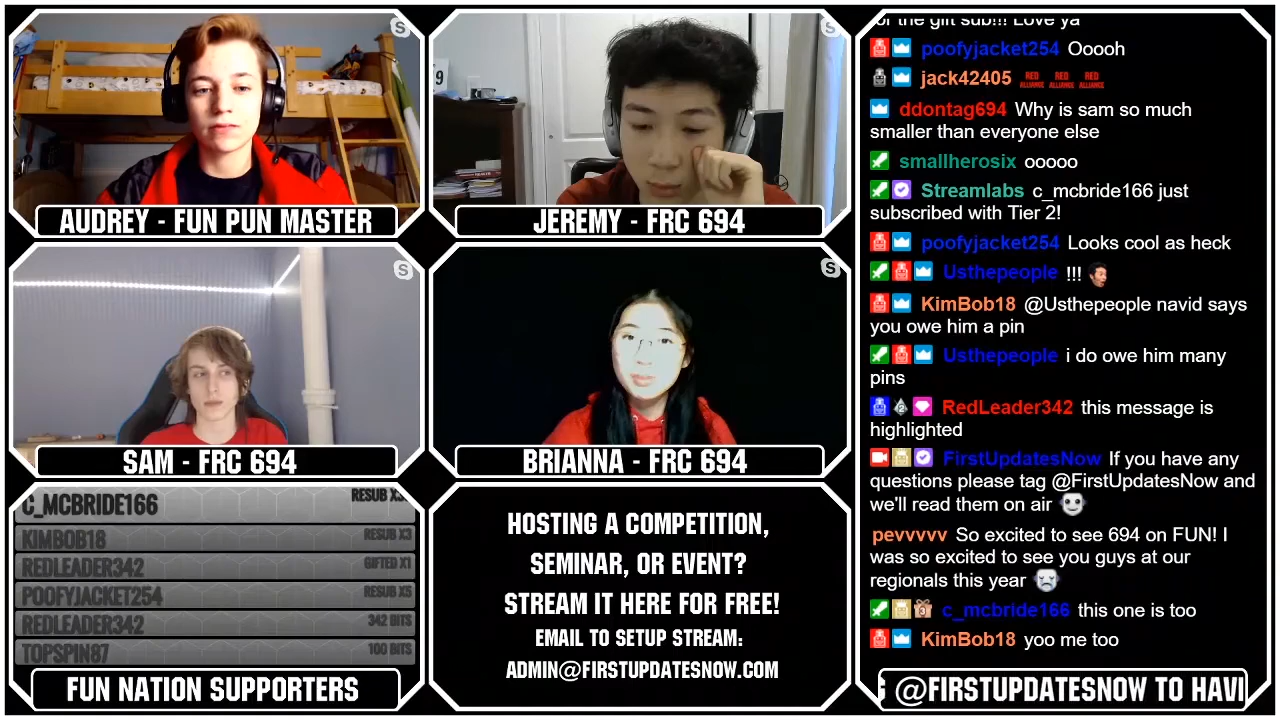 AUDREY - FUN PUN MASTER
JEREMY - FRC 694
SAM - FRC 694
BRIANNA - FRC 694
C_MCBRIDE166 RESUB
KIMBOB18 RESUB X3
REDLEADER342 GIFTED X1
POOFYJACKET254 RESUB X5
REDLEADER342 342 BITS
TOPSPIN87 100 BITS
FUN NATION SUPPORTERS
HOSTING A COMPETITION,
SEMINAR, OR EVENT?
STREAM IT HERE FOR FREE!
EMAIL TO SETUP STREAM:
ADMIN@FIRSTUPDATESNOW.COM
or the gift sub!!! Love ya
poofyjacket254 Ooooh
jack42405 RED ALLIANCE RED ALLIANCE RED ALLIANCE
ddontag694 Why is sam so much
smaller than everyone else
smallherosix ooooo
Streamlabs c_mcbride166 just
subscribed with Tier 2!
poofyjacket254 Looks cool as heck
Usthepeople !!!
KimBob18 @Usthepeople navid says
you owe him a pin
Usthepeople i do owe him many
pins
RedLeader342 this message is
highlighted
FirstUpdatesNow If you have any
questions please tag @FirstUpdatesNow and
we'll read them on air
pevvvvv So excited to see 694 on FUN! I
was so excited to see you guys at our
regionals this year
c_mcbride166 this one is too
KimBob18 yoo me too
@FIRSTUPDATESNOW TO HAVI